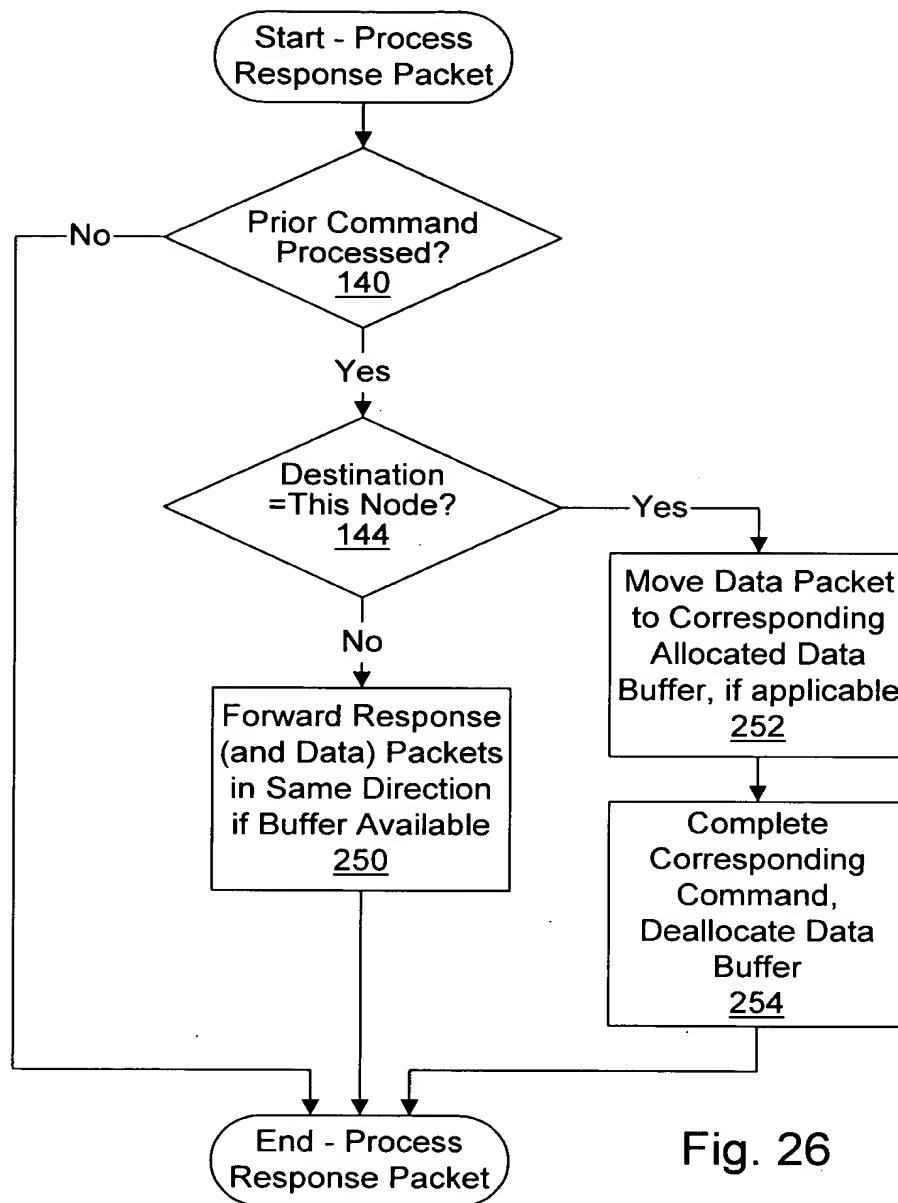 Start - Process
Response Packet
Prior Command
Processed?
140
No
Yes
Destination
=This Node?
144
Yes
No
Move Data Packet
to Corresponding
Allocated Data
Buffer, if applicable
252
Forward Response
(and Data) Packets
in Same Direction
if Buffer Available
250
Complete
Corresponding
Command,
Deallocate Data
Buffer
254
End - Process
Response Packet
Fig. 26